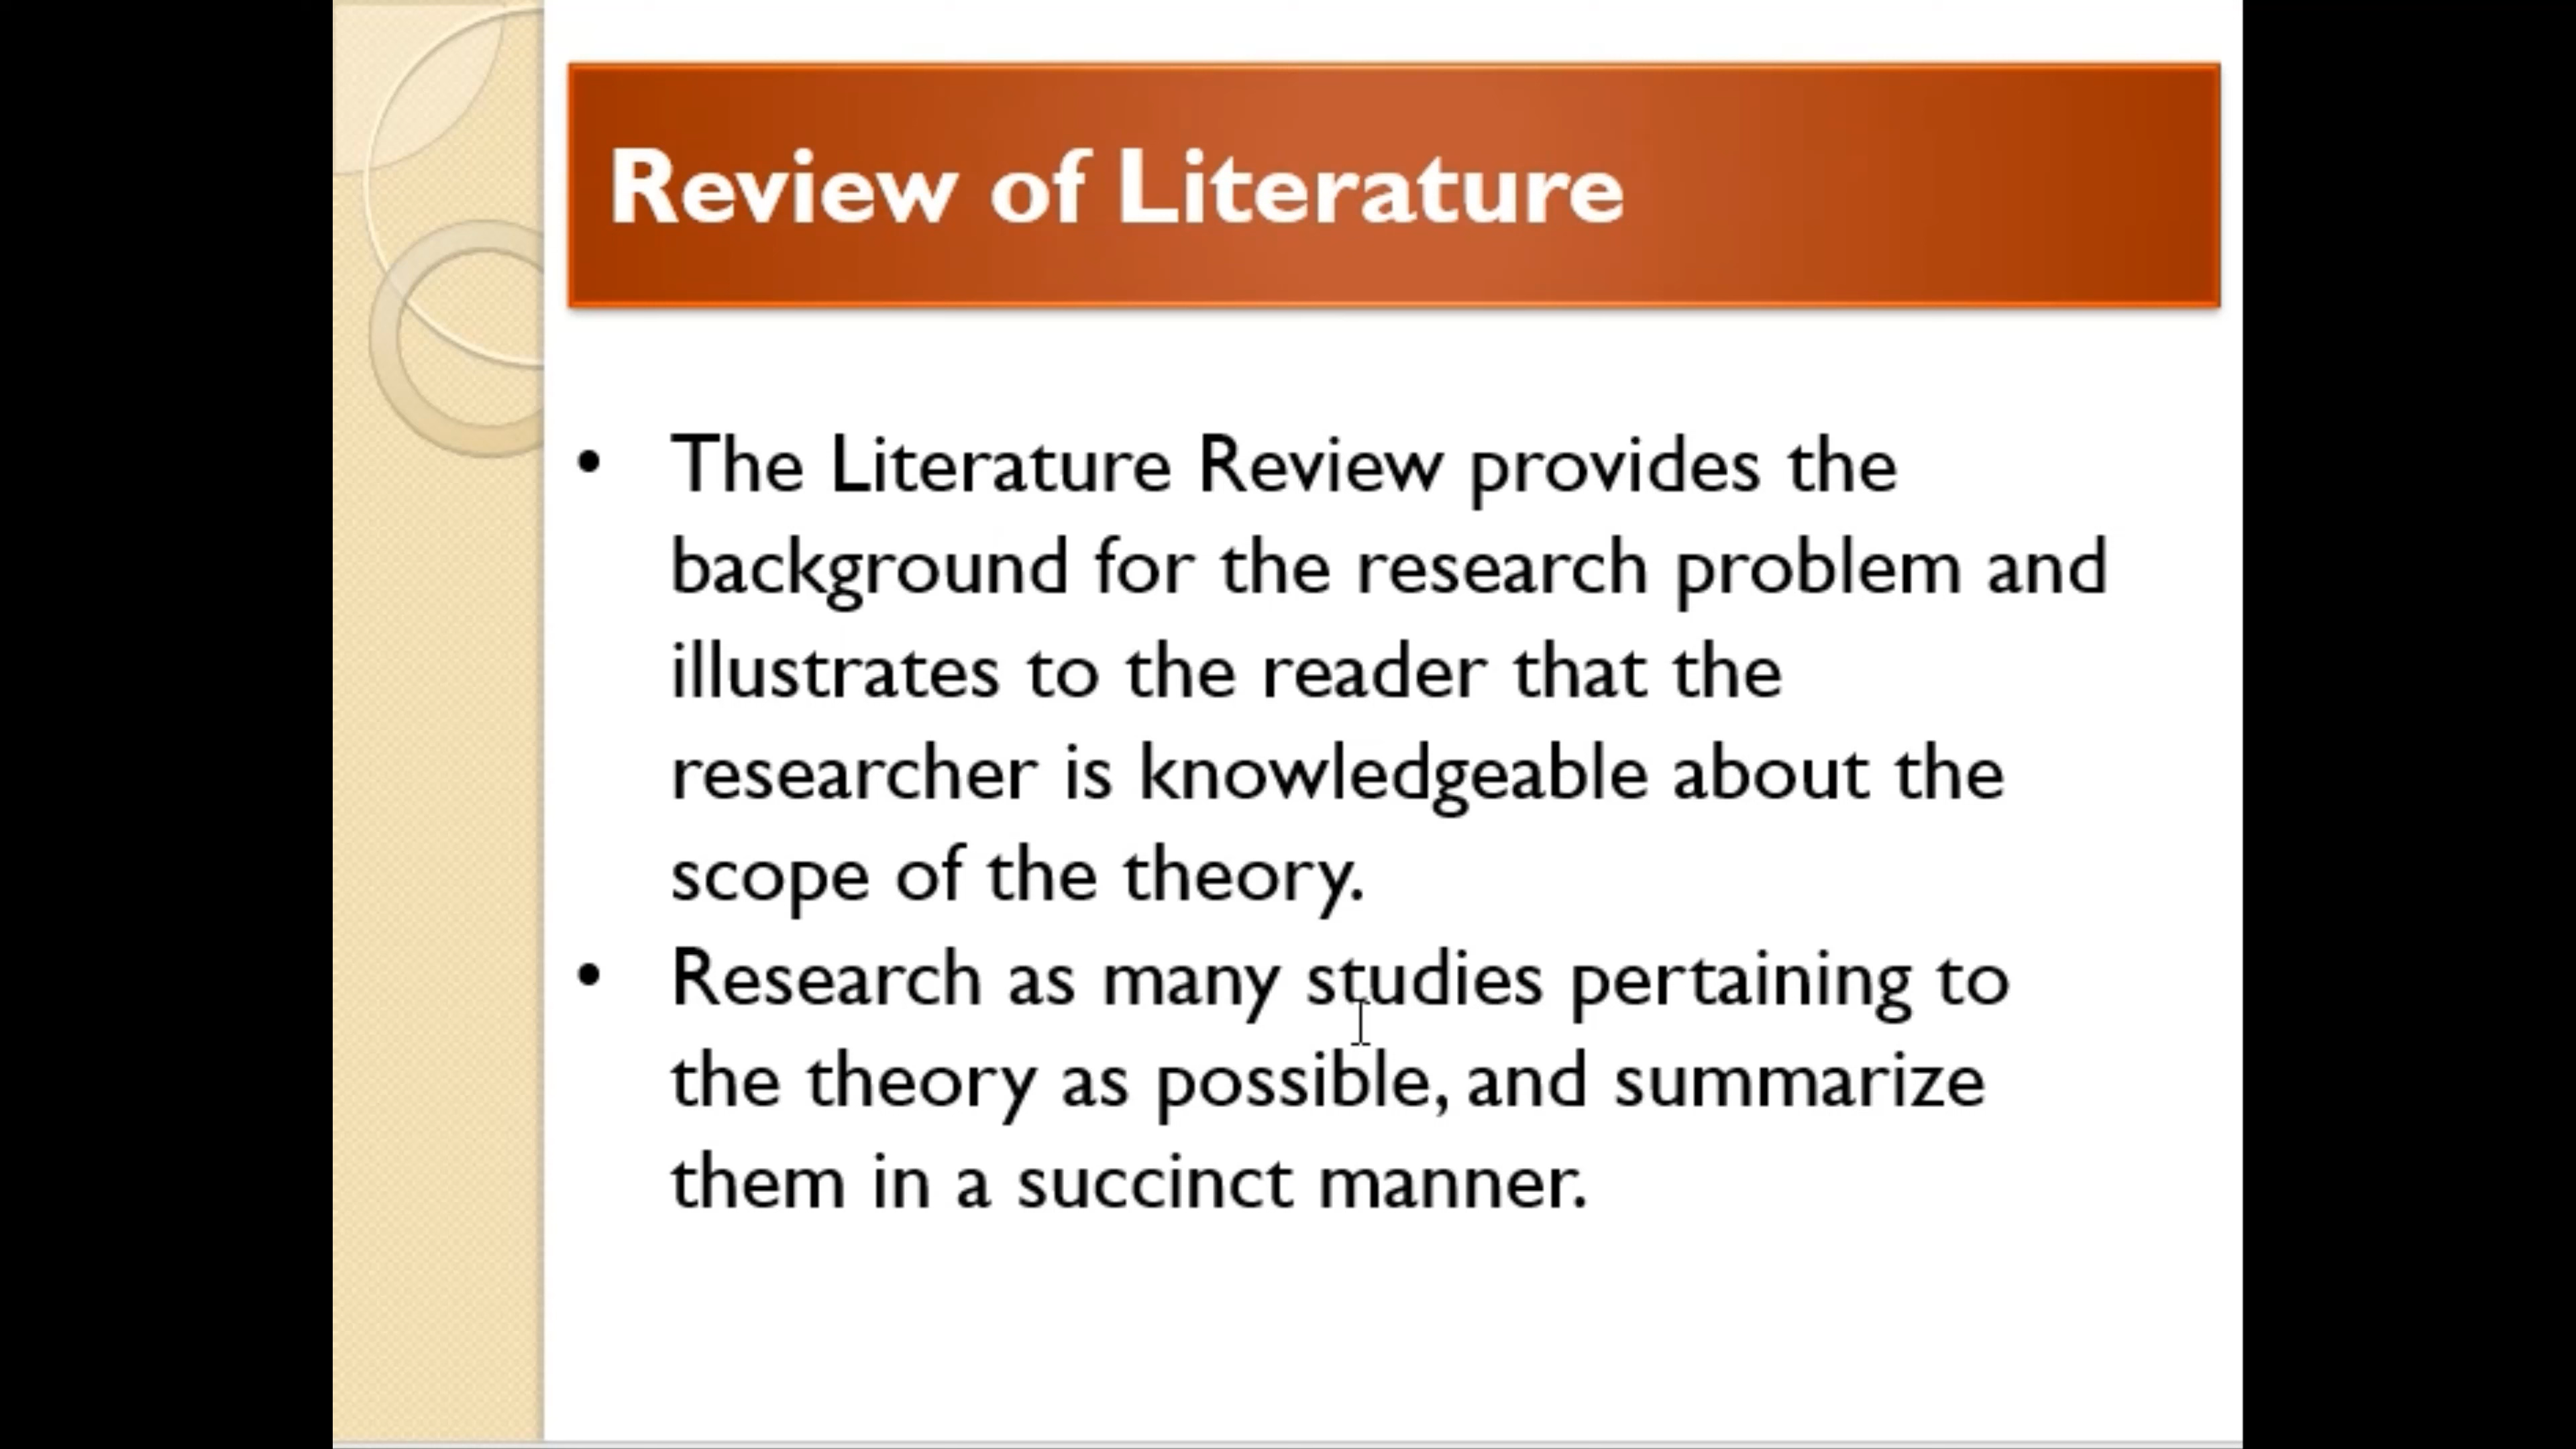 Review of Literature
• The Literature Review provides the
background for the research problem and
illustrates to the reader that the
researcher is knowledgeable about the
scope of the theory.
• Research as many studies pertaining to
the theory as possible, and summarize
them in a succinct manner.